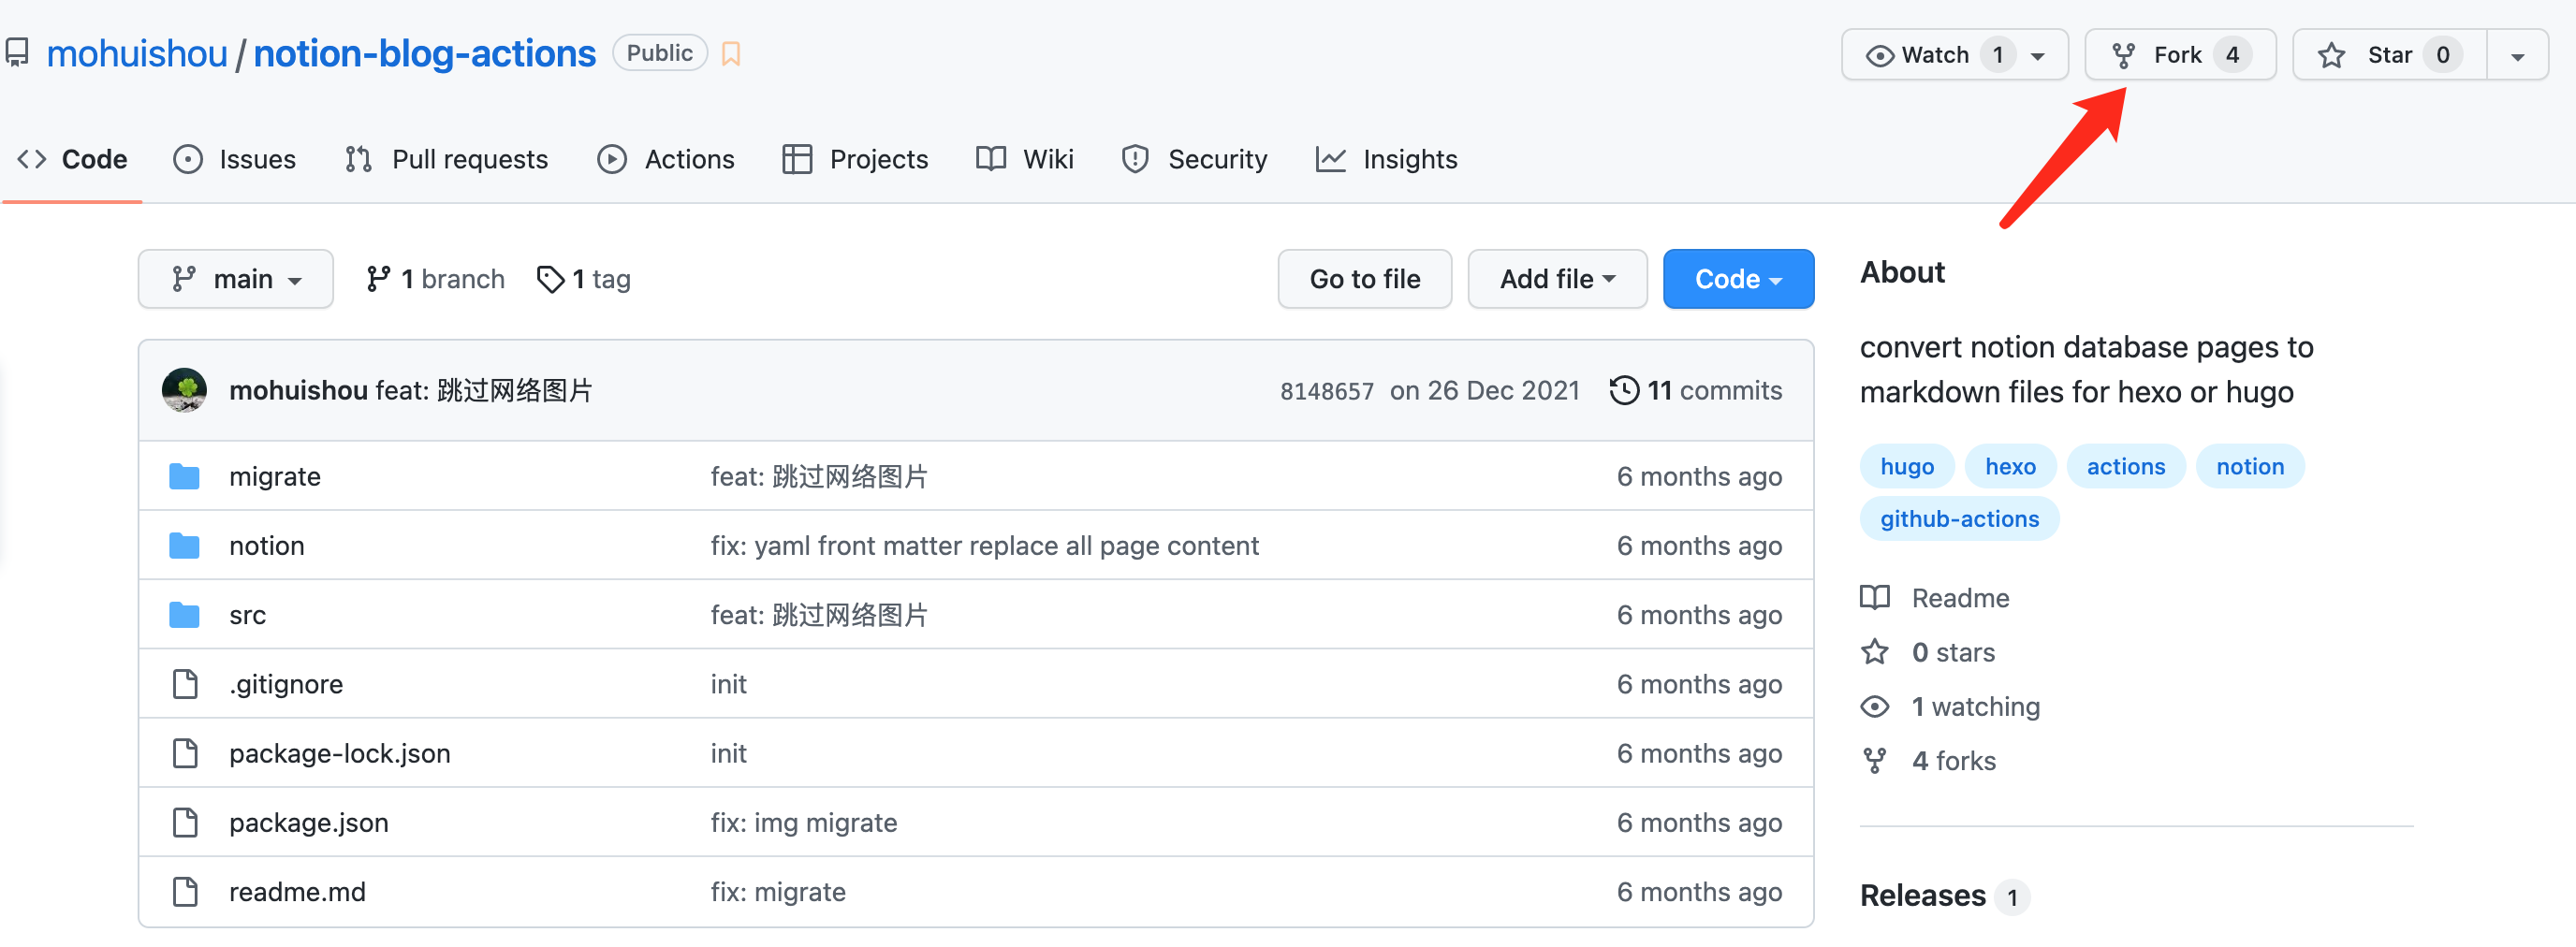 mohuishou / notion-blog-actions Public
Watch 1 Fork 4 Star 0
Code Issues Pull requests Actions Projects Wiki Security Insights
main 1 branch 1 tag Go to file Add file Code
mohuishou feat: 跳过网络图片 8148657 on 26 Dec 2021 11 commits
migrate feat: 跳过网络图片 6 months ago
notion fix: yaml front matter replace all page content 6 months ago
src feat: 跳过网络图片 6 months ago
.gitignore init 6 months ago
package-lock.json init 6 months ago
package.json fix: img migrate 6 months ago
readme.md fix: migrate 6 months ago
About
convert notion database pages to
markdown files for hexo or hugo
hugo hexo actions notion
github-actions
Readme
0 stars
1 watching
4 forks
Releases 1